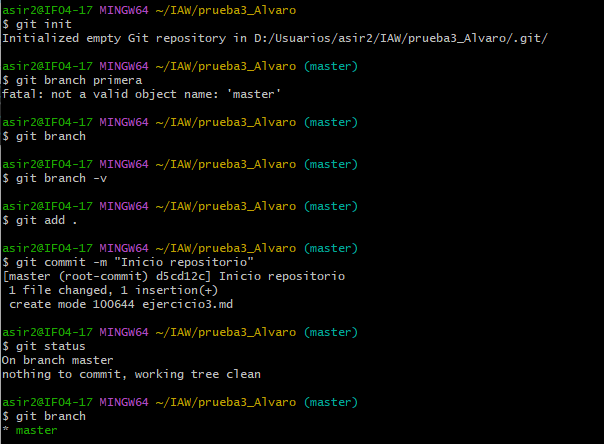 asir2@IF04-17 MINGW64 ~/IAW/prueba3_Alvaro
$ git init
Initialized empty Git repository in D:/Usuarios/asir2/IAW/prueba3_Alvaro/.git/
asir2@IF04-17 MINGW64 ~/IAW/prueba3_Alvaro (master)
$ git branch primera
fatal: not a valid object name: 'master'
asir2@IF04-17 MINGW64 ~/IAW/prueba3_Alvaro (master)
$ git branch
asir2@IF04-17 MINGW64 ~/IAW/prueba3_Alvaro (master)
$ git branch -v
asir2@IF04-17 MINGW64 ~/IAW/prueba3_Alvaro (master)
$ git add .
asir2@IF04-17 MINGW64 ~/IAW/prueba3_Alvaro (master)
$ git commit -m "Inicio repositorio"
[master (root-commit) d5cd12c] Inicio repositorio
1 file changed, 1 insertion(+)
create mode 100644 ejercicio3.md
asir2@IF04-17 MINGW64 ~/IAW/prueba3_Alvaro (master)
$ git status
On branch master
nothing to commit, working tree clean
asir2@IF04-17 MINGW64 ~/IAW/prueba3_Alvaro (master)
$ git branch
* master